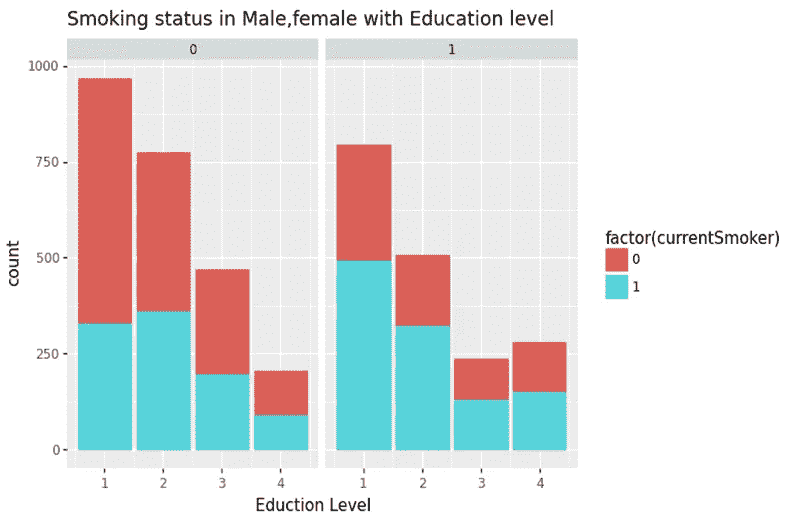 Smoking status in Male,female with Education level
0 1
1000
750
500
250
0
count
1 2 3 4 1 2 3 4
Eduction Level
factor(currentSmoker)
0
1